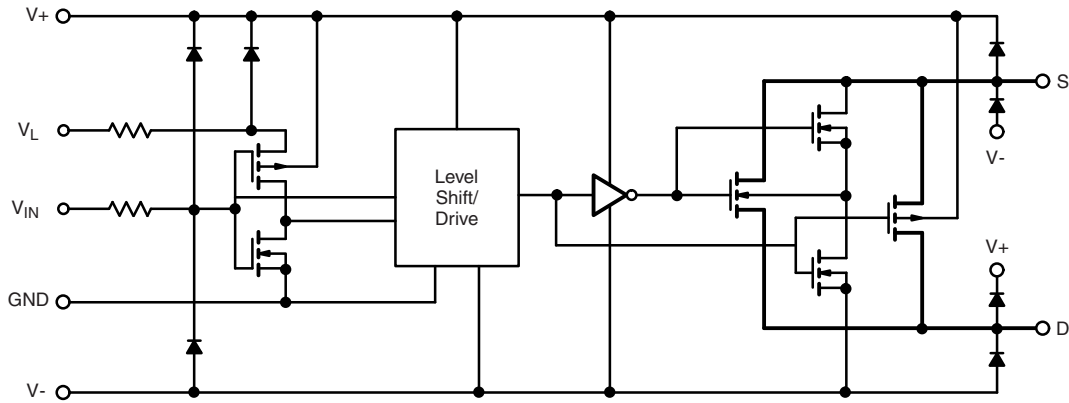 V+
S
V-
VL
VIN
Level
Shift/
Drive
V+
GND
D
V-